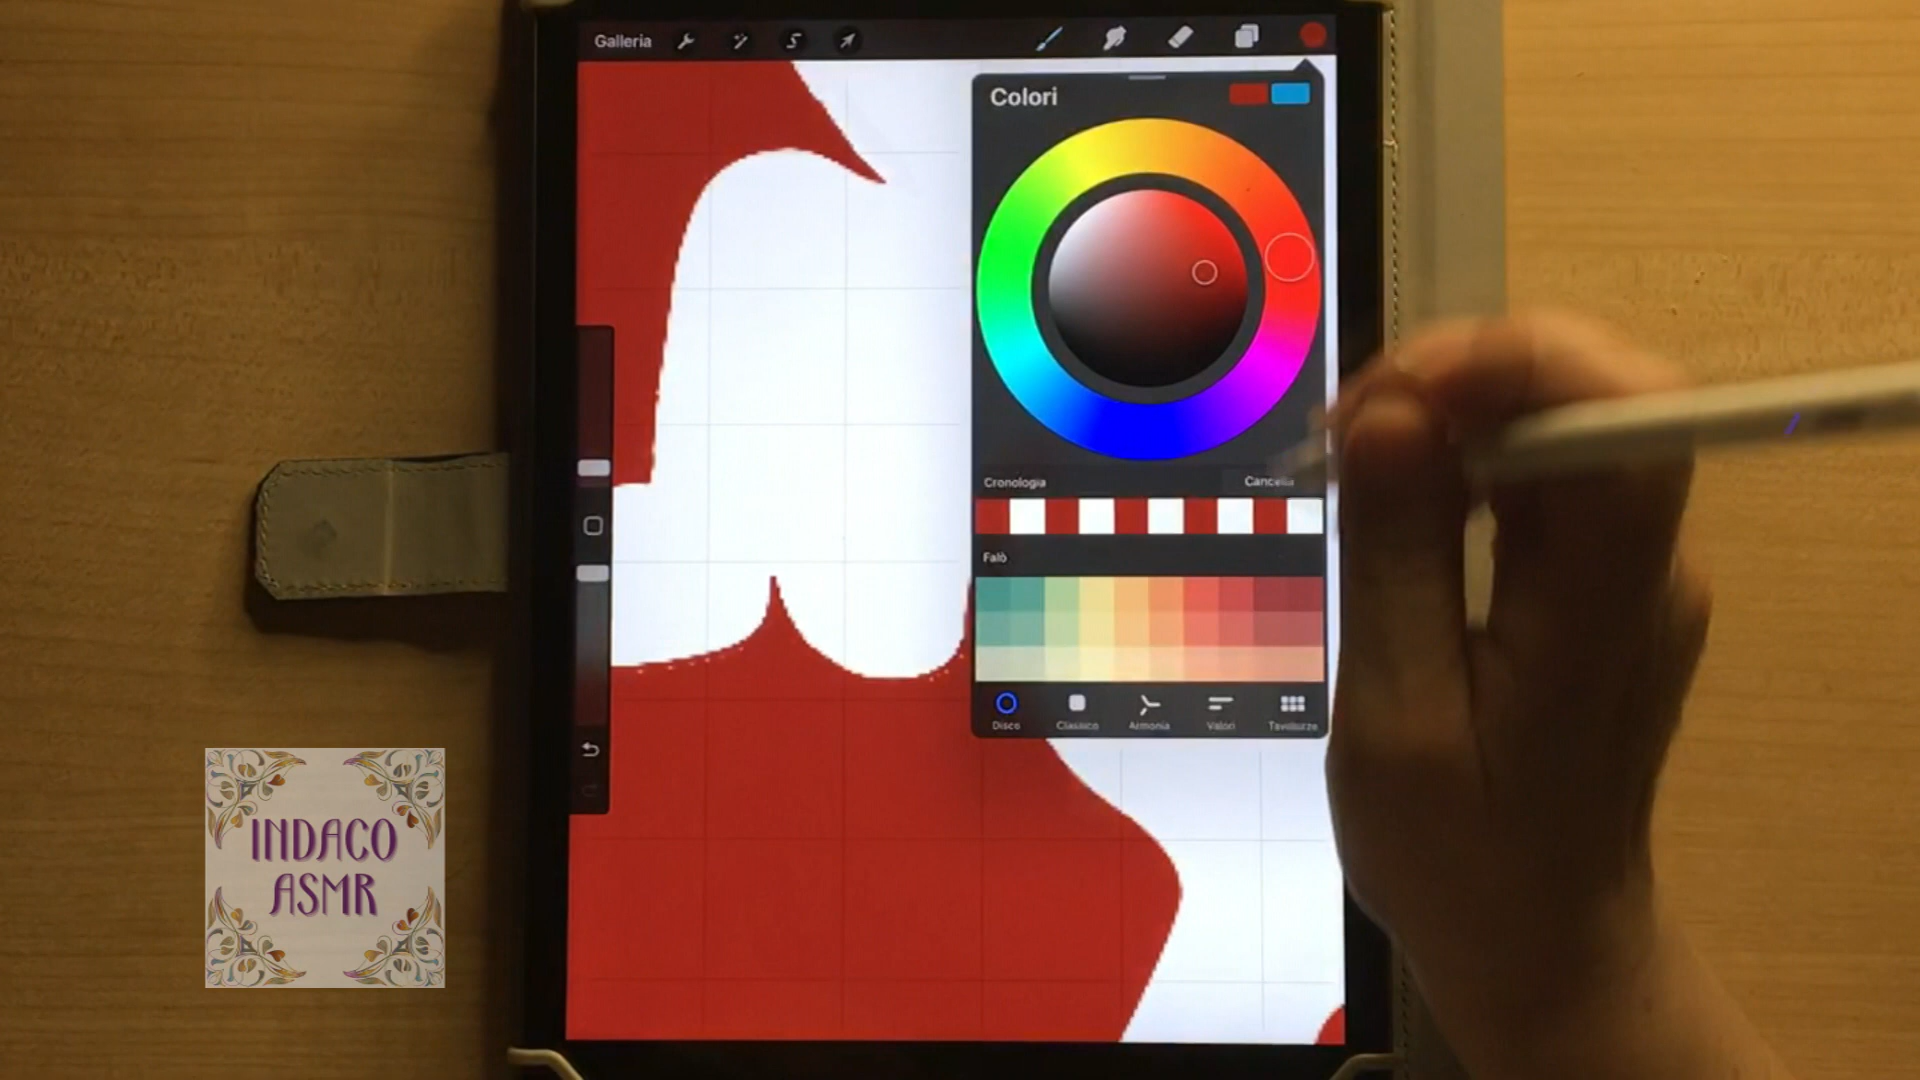 Galleria
Colori
Cronologia
Cancella
Falò
Disco
Classico
Armonia
Valori
Tavolozze
INDACO
ASMR